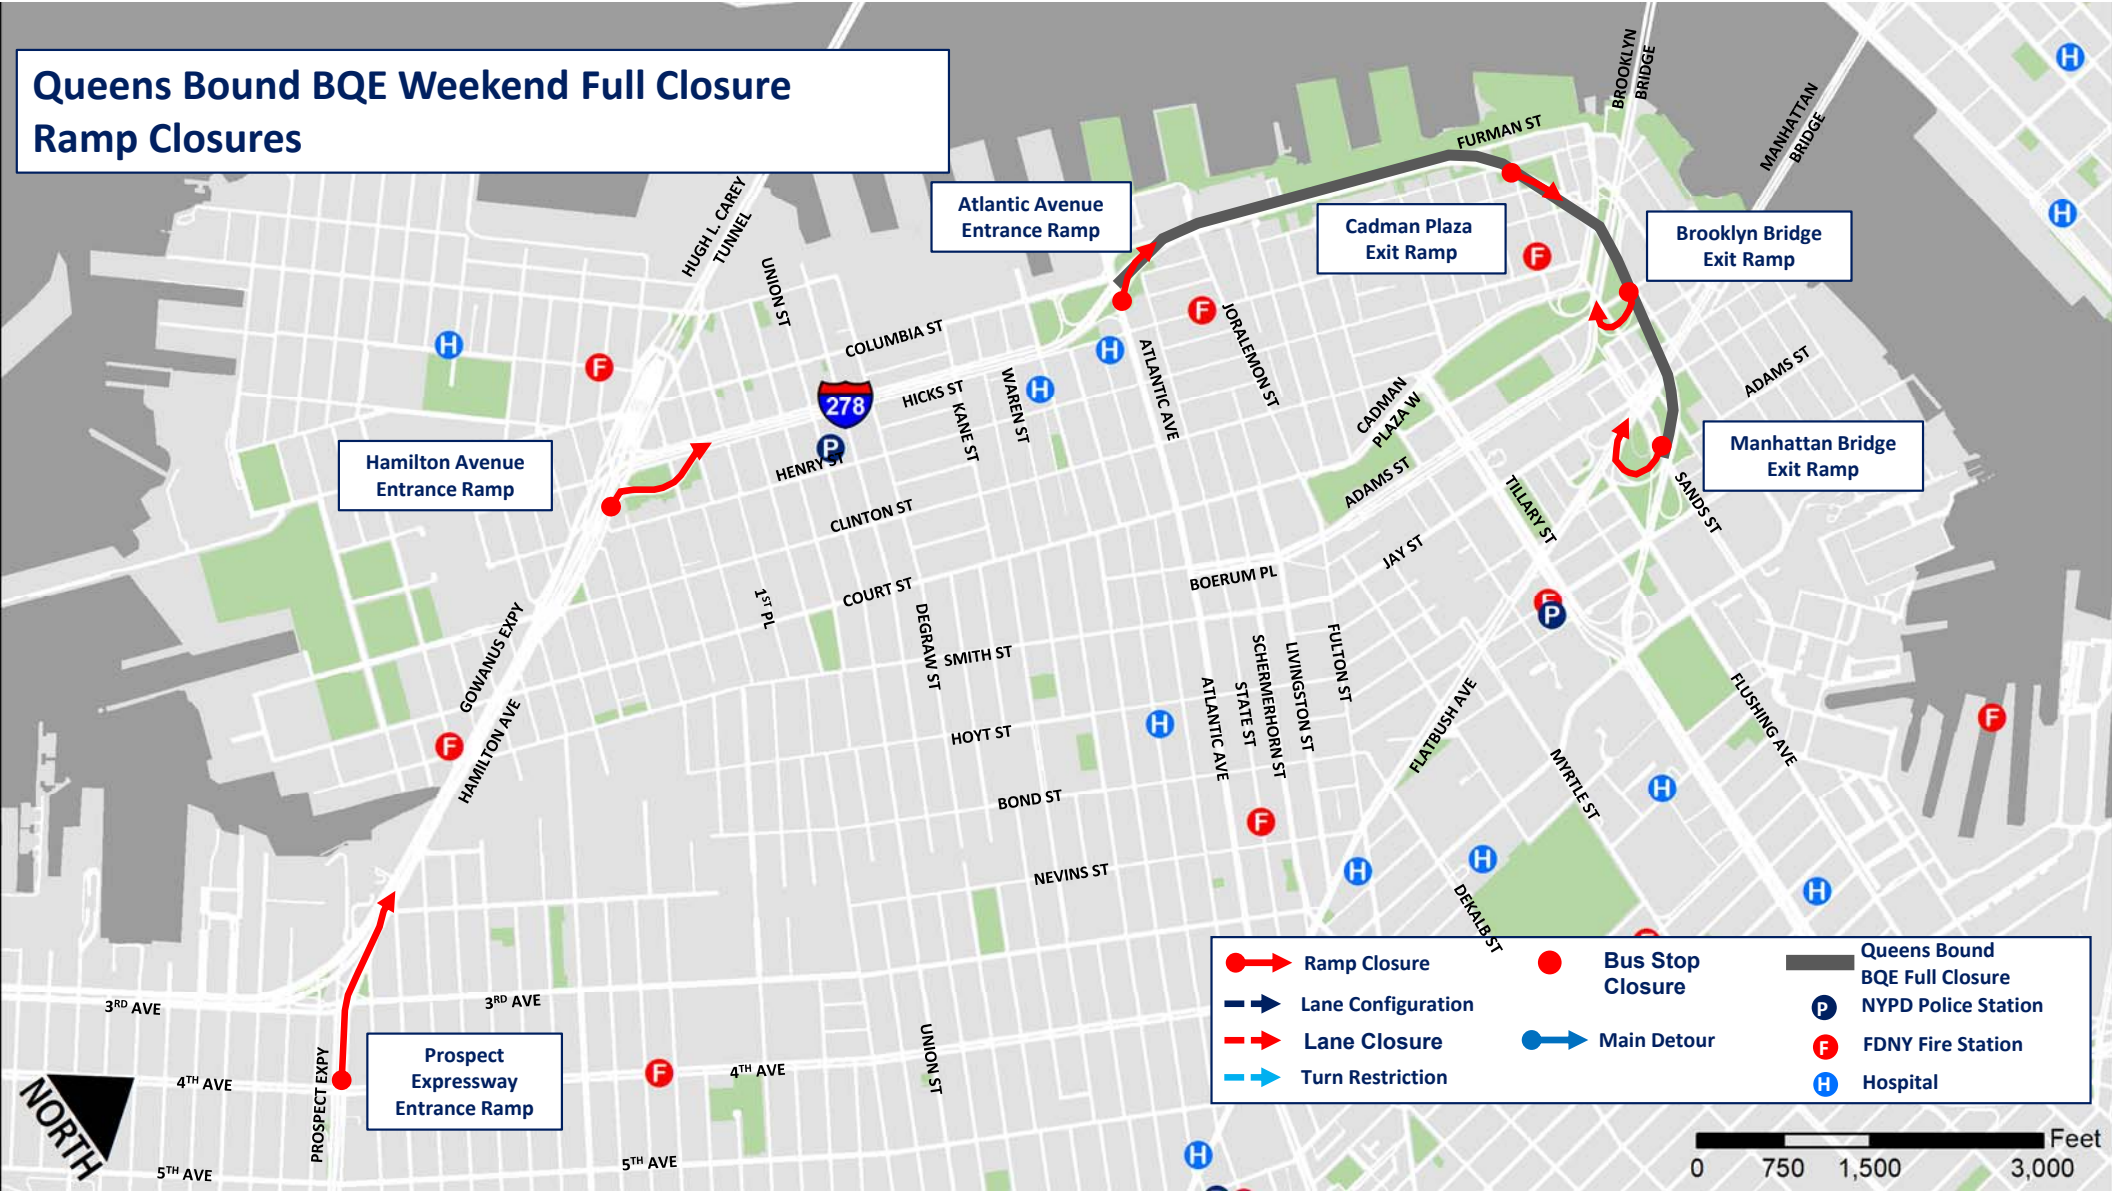 Queens Bound BQE Weekend Full Closure
Ramp Closures
BROOKLYN
BRIDGE
MANHATTAN
BRIDGE
FURMAN ST
HUGH L. CAREY
TUNNEL
Atlantic Avenue
Entrance Ramp
Cadman Plaza
Exit Ramp
Brooklyn Bridge
Exit Ramp
UNION ST
COLUMBIA ST
HICKS ST
278
KANE ST
WAREN ST
ATLANTIC AVE
JORALEMON ST
CADMAN
PLAZA W
ADAMS ST
Hamilton Avenue
Entrance Ramp
P
HENRY ST
CLINTON ST
COURT ST
1ST PL
DEGRAW ST
ADAMS ST
JAY ST
TILLARY ST
SANDS ST
Manhattan Bridge
Exit Ramp
BOERUM PL
SMITH ST
HOYT ST
BOND ST
NEVINS ST
GOWANUS EXPY
HAMILTON AVE
ATLANTIC AVE
STATE ST
SCHERMERHORN ST
LIVINGSTON ST
FULTON ST
FLATBUSH AVE
MYRTLE ST
FLUSHING AVE
DEKALB ST
3RD AVE
3RD AVE
4TH AVE
4TH AVE
5TH AVE
5TH AVE
UNION ST
PROSPECT EXPY
Prospect
Expressway
Entrance Ramp
NORTH
Ramp Closure
Lane Configuration
Lane Closure
Turn Restriction
Bus Stop
Closure
Main Detour
Queens Bound
BQE Full Closure
P NYPD Police Station
F FDNY Fire Station
H Hospital
Feet
0 750 1,500 3,000